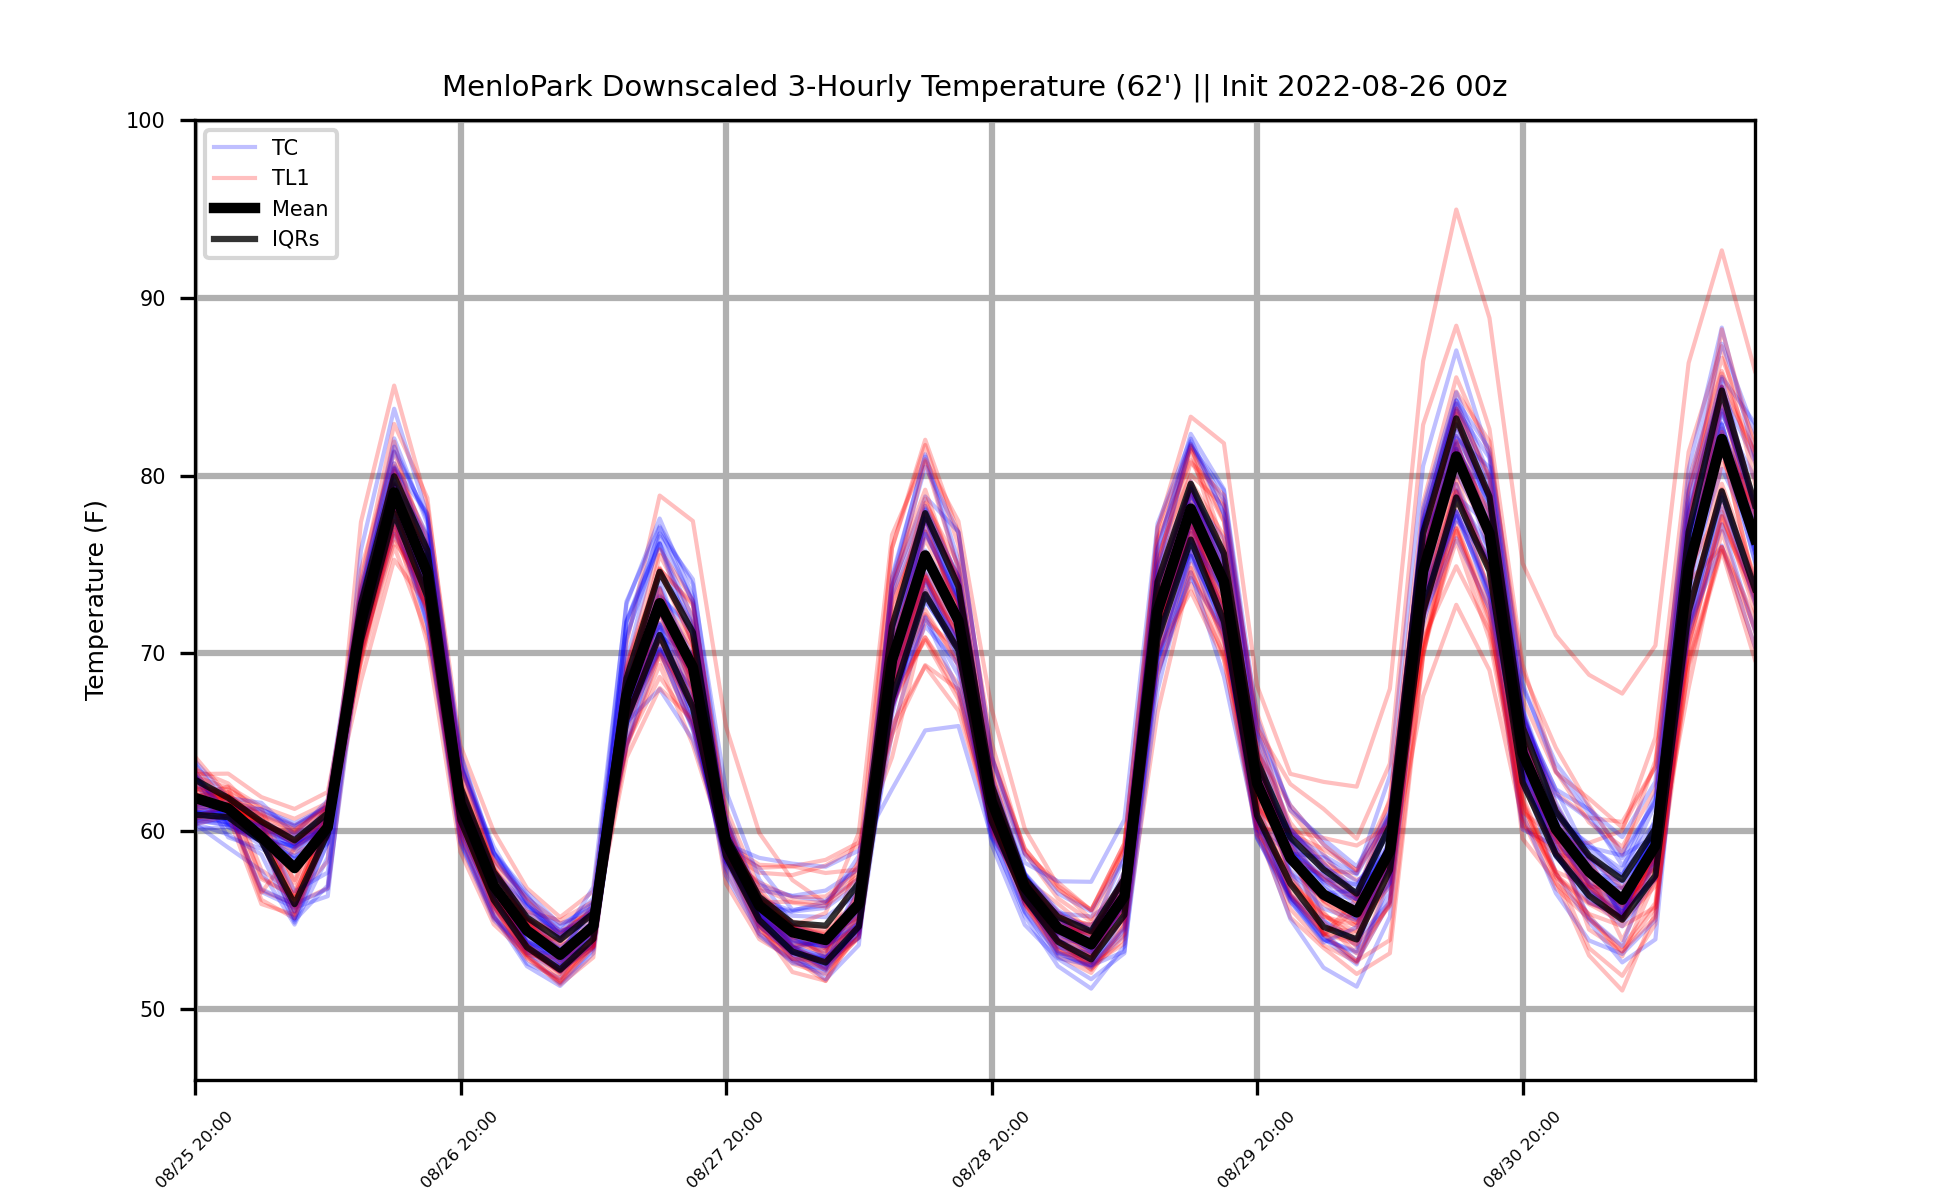 MenloPark Downscaled 3-Hourly Temperature (62') || Init 2022-08-26 00z
100
90
80
70
60
50
Temperature (F)
TC
TL1
Mean
IQRs
08/25 20:00
08/26 20:00
08/27 20:00
08/28 20:00
08/29 20:00
08/30 20:00